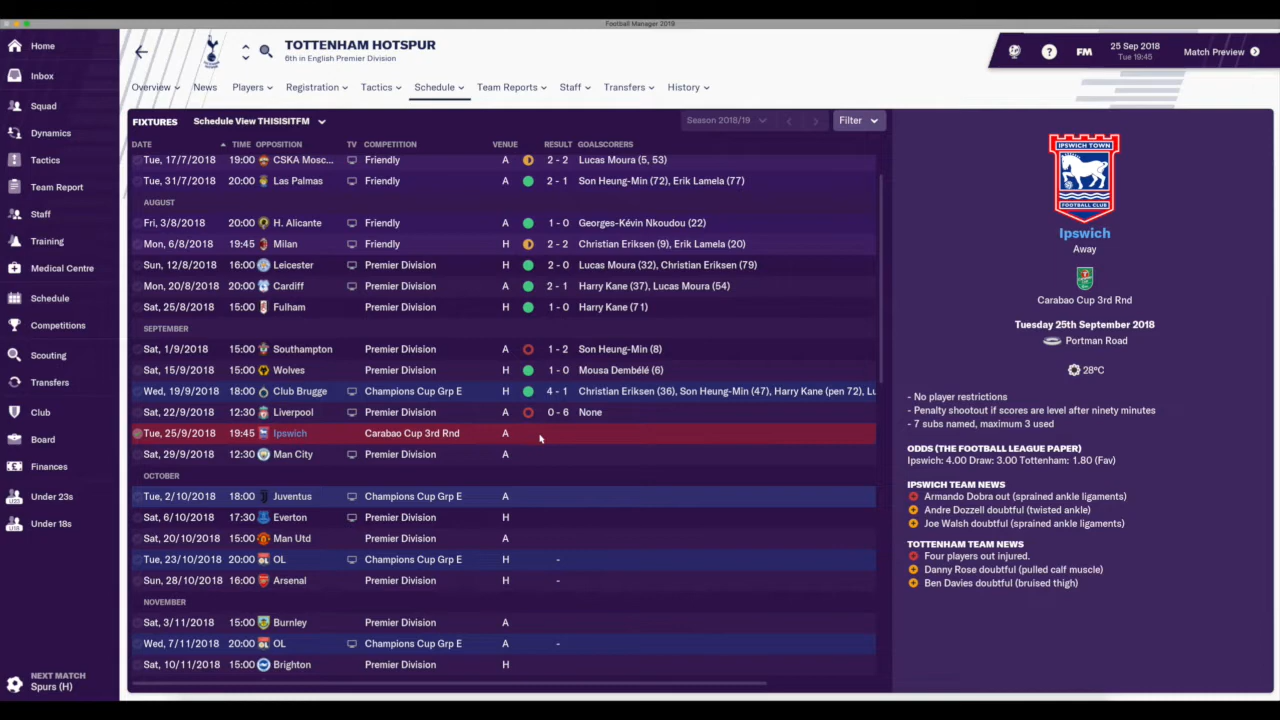 Football Manager 2019
Home
Inbox
Squad
Dynamics
Tactics
Team Report
Staff
Training
Medical Centre
Schedule
Competitions
Scouting
Transfers
Club
Board
Finances
Under 23s
Under 18s
NEXT MATCH
Spurs (H)
TOTTENHAM HOTSPUR
6th in English Premier Division
FM 25 Sep 2018 Match Preview
Tue 19:45
Overview News Players Registration Tactics Schedule Team Reports Staff Transfers History
FIXTURES Schedule View THISISITFM Season 2018/19 Filter
DATE TIME OPPOSITION TV COMPETITION VENUE RESULT GOALSCORERS
Tue, 17/7/2018 19:00 CSKA Mosc... Friendly A 2 - 2 Lucas Moura (5, 53)
Tue, 31/7/2018 20:00 Las Palmas Friendly A 2 - 1 Son Heung-Min (72), Erik Lamela (77)
AUGUST
Fri, 3/8/2018 20:00 H. Alicante Friendly A 1 - 0 Georges-Kévin Nkoudou (22)
Mon, 6/8/2018 19:45 Milan Friendly H 2 - 2 Christian Eriksen (9), Erik Lamela (20)
Sun, 12/8/2018 16:00 Leicester Premier Division H 2 - 0 Lucas Moura (32), Christian Eriksen (79)
Mon, 20/8/2018 20:00 Cardiff Premier Division A 2 - 1 Harry Kane (37), Lucas Moura (54)
Sat, 25/8/2018 15:00 Fulham Premier Division H 1 - 0 Harry Kane (71)
SEPTEMBER
Sat, 1/9/2018 15:00 Southampton Premier Division A 1 - 2 Son Heung-Min (8)
Sat, 15/9/2018 15:00 Wolves Premier Division H 1 - 0 Mousa Dembélé (6)
Wed, 19/9/2018 18:00 Club Brugge Champions Cup Grp E H 4 - 1 Christian Eriksen (36), Son Heung-Min (47), Harry Kane (pen 72), Lu
Sat, 22/9/2018 12:30 Liverpool Premier Division A 0 - 6 None
Tue, 25/9/2018 19:45 Ipswich Carabao Cup 3rd Rnd A
Sat, 29/9/2018 12:30 Man City Premier Division A
OCTOBER
Tue, 2/10/2018 18:00 Juventus Champions Cup Grp E A
Sat, 6/10/2018 17:30 Everton Premier Division H
Sat, 20/10/2018 15:00 Man Utd Premier Division A
Tue, 23/10/2018 20:00 OL Champions Cup Grp E H -
Sun, 28/10/2018 16:00 Arsenal Premier Division H -
NOVEMBER
Sat, 3/11/2018 15:00 Burnley Premier Division A
Wed, 7/11/2018 20:00 OL Champions Cup Grp E A -
Sat, 10/11/2018 15:00 Brighton Premier Division H
IPSWICH TOWN
FOOTBALL CLUB
Ipswich
Away
Carabao Cup 3rd Rnd
Tuesday 25th September 2018
Portman Road
28°C
- No player restrictions
- Penalty shootout if scores are level after ninety minutes
- 7 subs named, maximum 3 used
ODDS (THE FOOTBALL LEAGUE PAPER)
Ipswich: 4.00 Draw: 3.00 Tottenham: 1.80 (Fav)
IPSWICH TEAM NEWS
Armando Dobra out (sprained ankle ligaments)
Andre Dozzell doubtful (twisted ankle)
Joe Walsh doubtful (sprained ankle ligaments)
TOTTENHAM TEAM NEWS
Four players out injured.
Danny Rose doubtful (pulled calf muscle)
Ben Davies doubtful (bruised thigh)